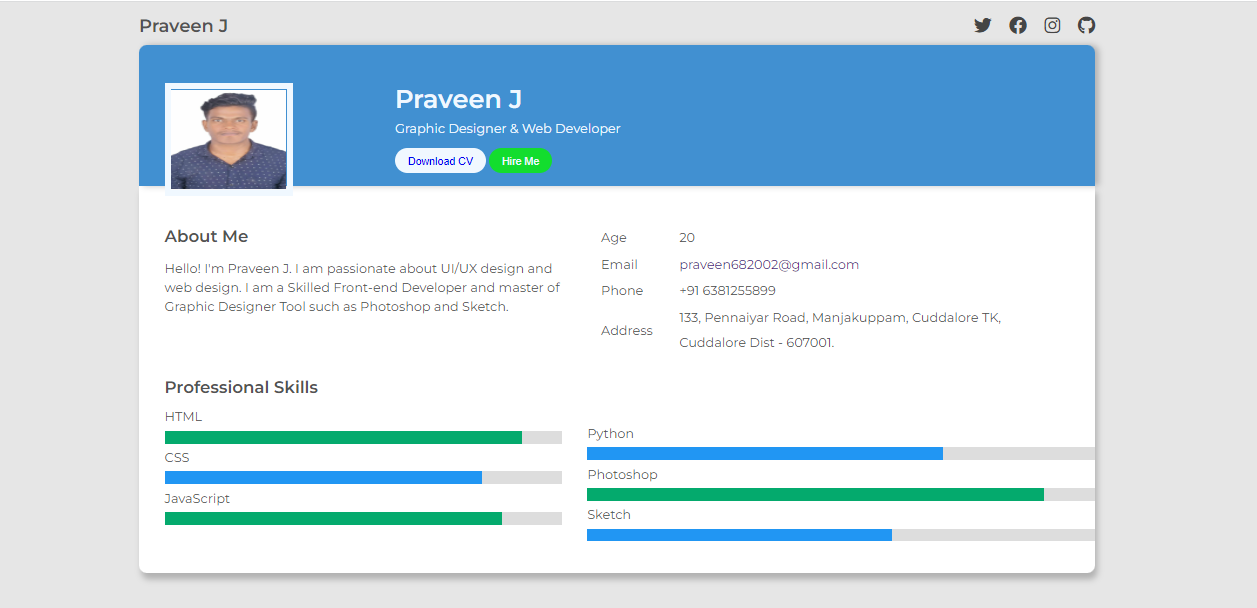 Praveen J
Praveen J
Graphic Designer & Web Developer
Download CV
Hire Me
About Me
Hello! I'm Praveen J. I am passionate about UI/UX design and
web design. I am a Skilled Front-end Developer and master of
Graphic Designer Tool such as Photoshop and Sketch.
Age 20
Email praveen682002@gmail.com
Phone +91 6381255899
Address 133, Pennaiyar Road, Manjakuppam, Cuddalore TK,
Cuddalore Dist - 607001.
Professional Skills
HTML
CSS
JavaScript
Python
Photoshop
Sketch